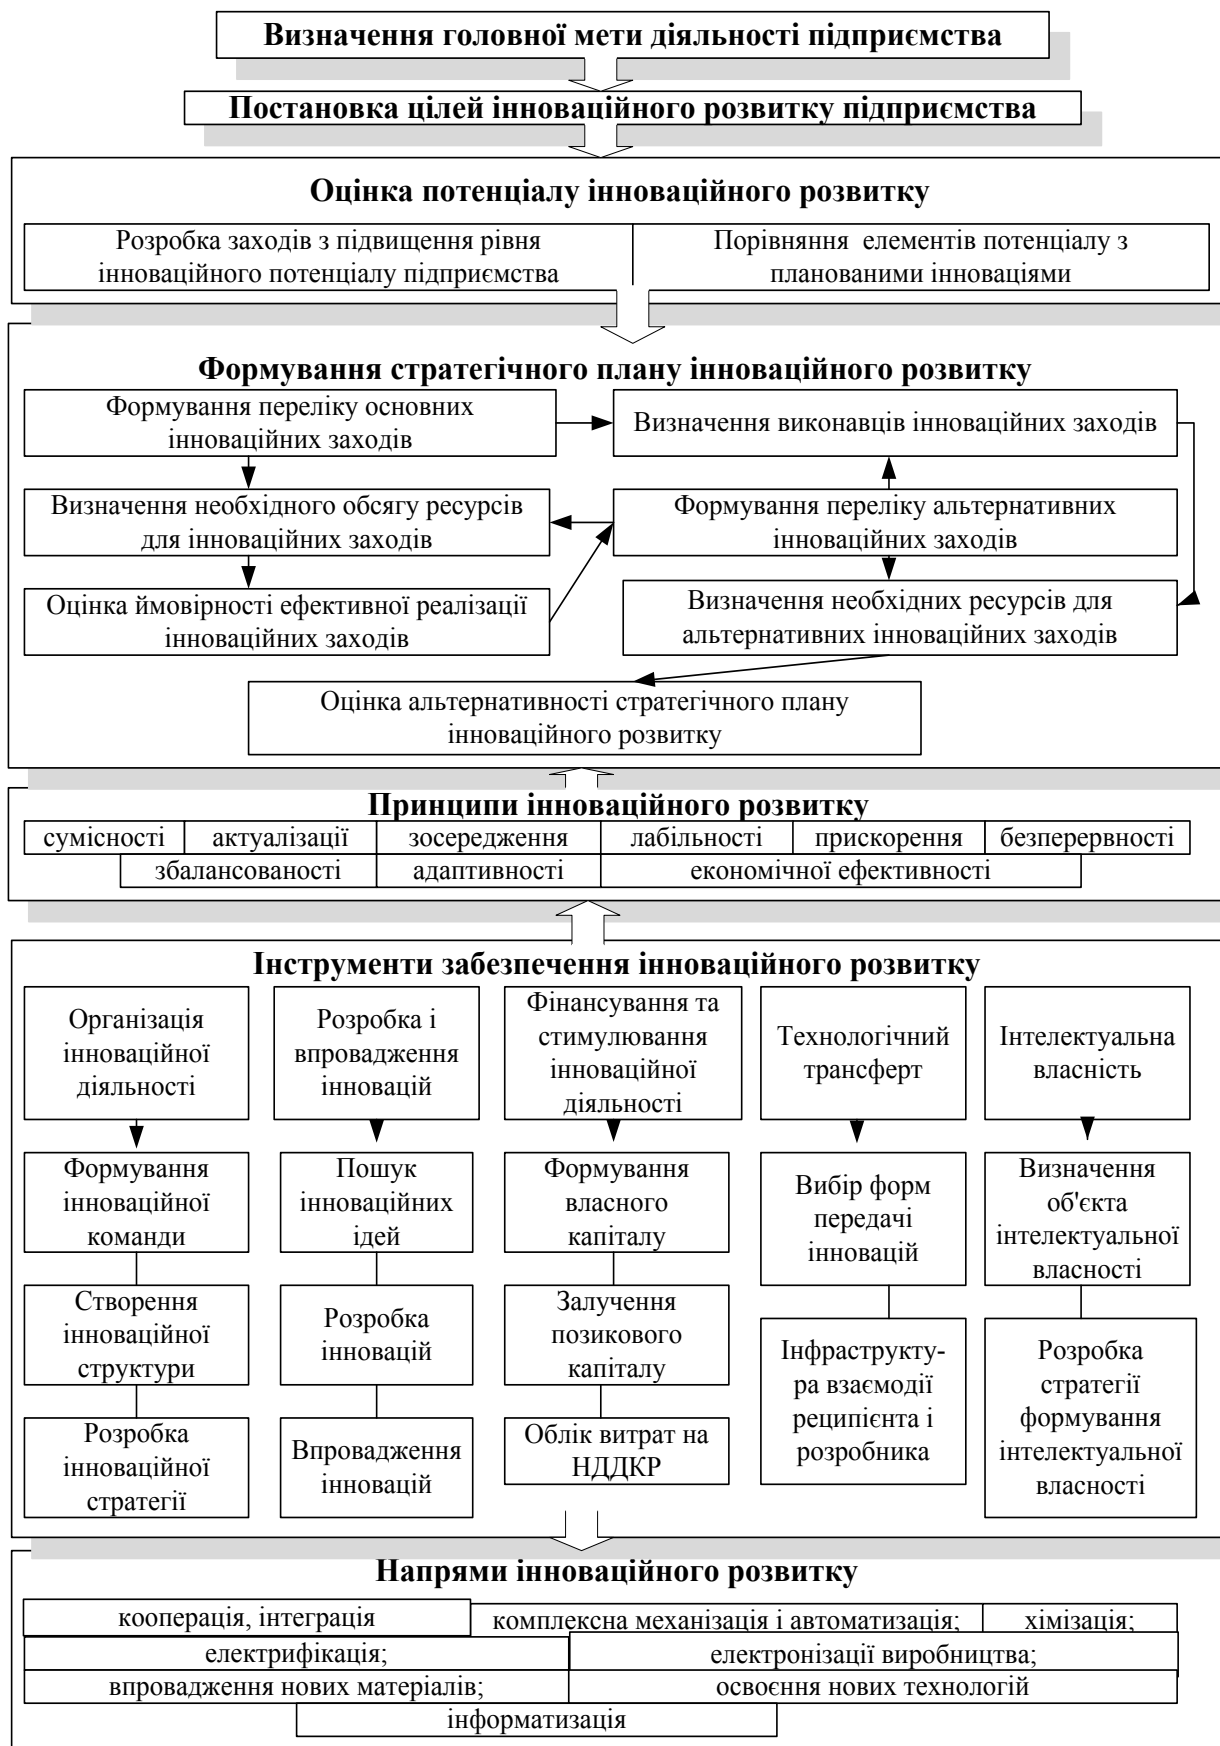 Визначення головної мети діяльності підприємства
Постановка цілей інноваційного розвитку підприємства
Оцінка потенціалу інноваційного розвитку
Розробка заходів з підвищення рівня
інноваційного потенціалу підприємства
Порівняння елементів потенціалу з
планованими інноваціями
Формування стратегічного плану інноваційного розвитку
Формування переліку основних
інноваційних заходів
Визначення виконавців інноваційних заходів
Визначення необхідного обсягу ресурсів
для інноваційних заходів
Формування переліку альтернативних
інноваційних заходів
Оцінка ймовірності ефективної реалізації
інноваційних заходів
Визначення необхідних ресурсів для
альтернативних інноваційних заходів
Оцінка альтернативності стратегічного плану
інноваційного розвитку
Принципи інноваційного розвитку
сумісності
актуалізації
зосередження
лабільності
прискорення
безперервності
збалансованості
адаптивності
економічної ефективності
Інструменти забезпечення інноваційного розвитку
Організація
інноваційної
діяльності
Розробка і
впровадження
інновацій
Фінансування та
стимулювання
інноваційної
діяльності
Технологічний
трансферт
Інтелектуальна
власність
Формування
інноваційної
команди
Пошук
інноваційних
ідей
Формування
власного
капіталу
Вибір форм
передачі
інновацій
Визначення
об'єкта
інтелектуальної
власності
Створення
інноваційної
структури
Розробка
інновацій
Залучення
позикового
капіталу
Інфраструкту-
ра взаємодії
реципієнта і
розробника
Розробка
стратегії
формування
інтелектуальної
власності
Розробка
інноваційної
стратегії
Впровадження
інновацій
Облік витрат на
НДДКР
Напрями інноваційного розвитку
кооперація, інтеграція
комплексна механізація і автоматизація;
хімізація;
електрифікація;
електронізації виробництва;
впровадження нових матеріалів;
освоєння нових технологій
інформатизація